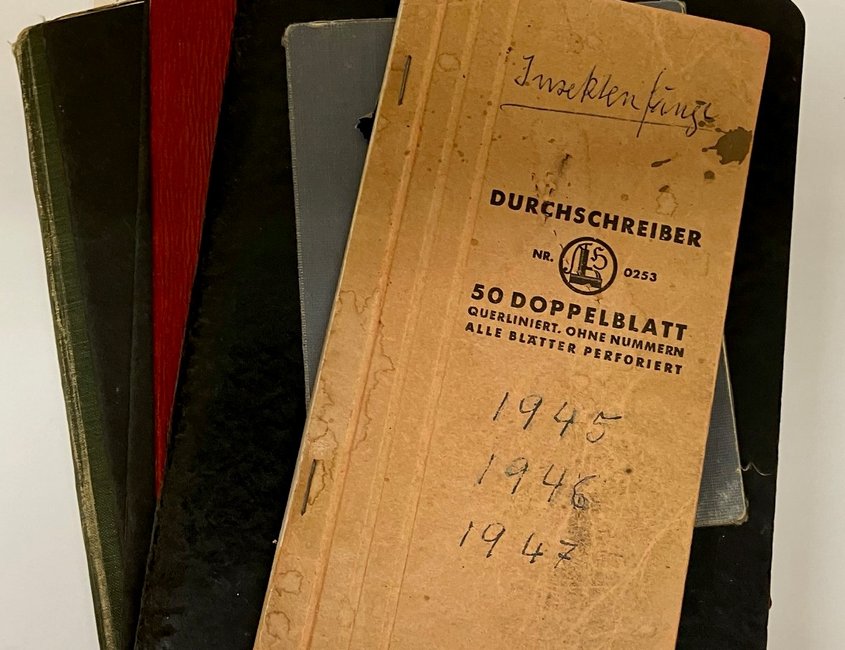 Insektenfänge
DURCHSCHREIBER
NR. 0253
50 DOPPELBLATT
QUERLINIERT. OHNE NUMMERN
ALLE BLÄTTER PERFORIERT
1945
1946
1947